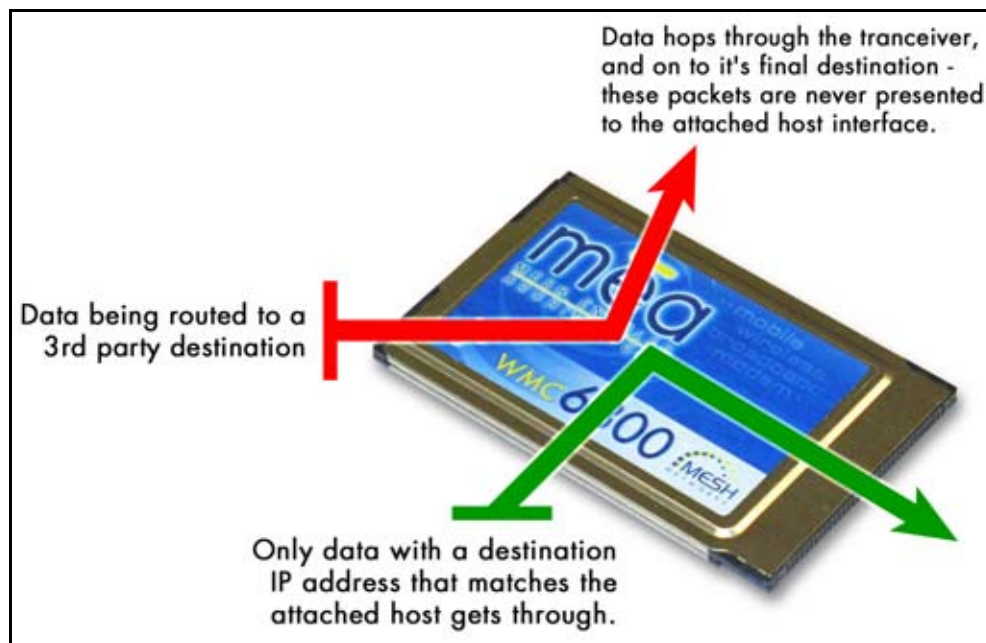 Data hops through the tranceiver,
and on to it's final destination -
these packets are never presented
to the attached host interface.
Data being routed to a
3rd party destination
mea
mobile
wireless
broadband
modem
MESH
NETWORKS
Only data with a destination
IP address that matches the
attached host gets through.